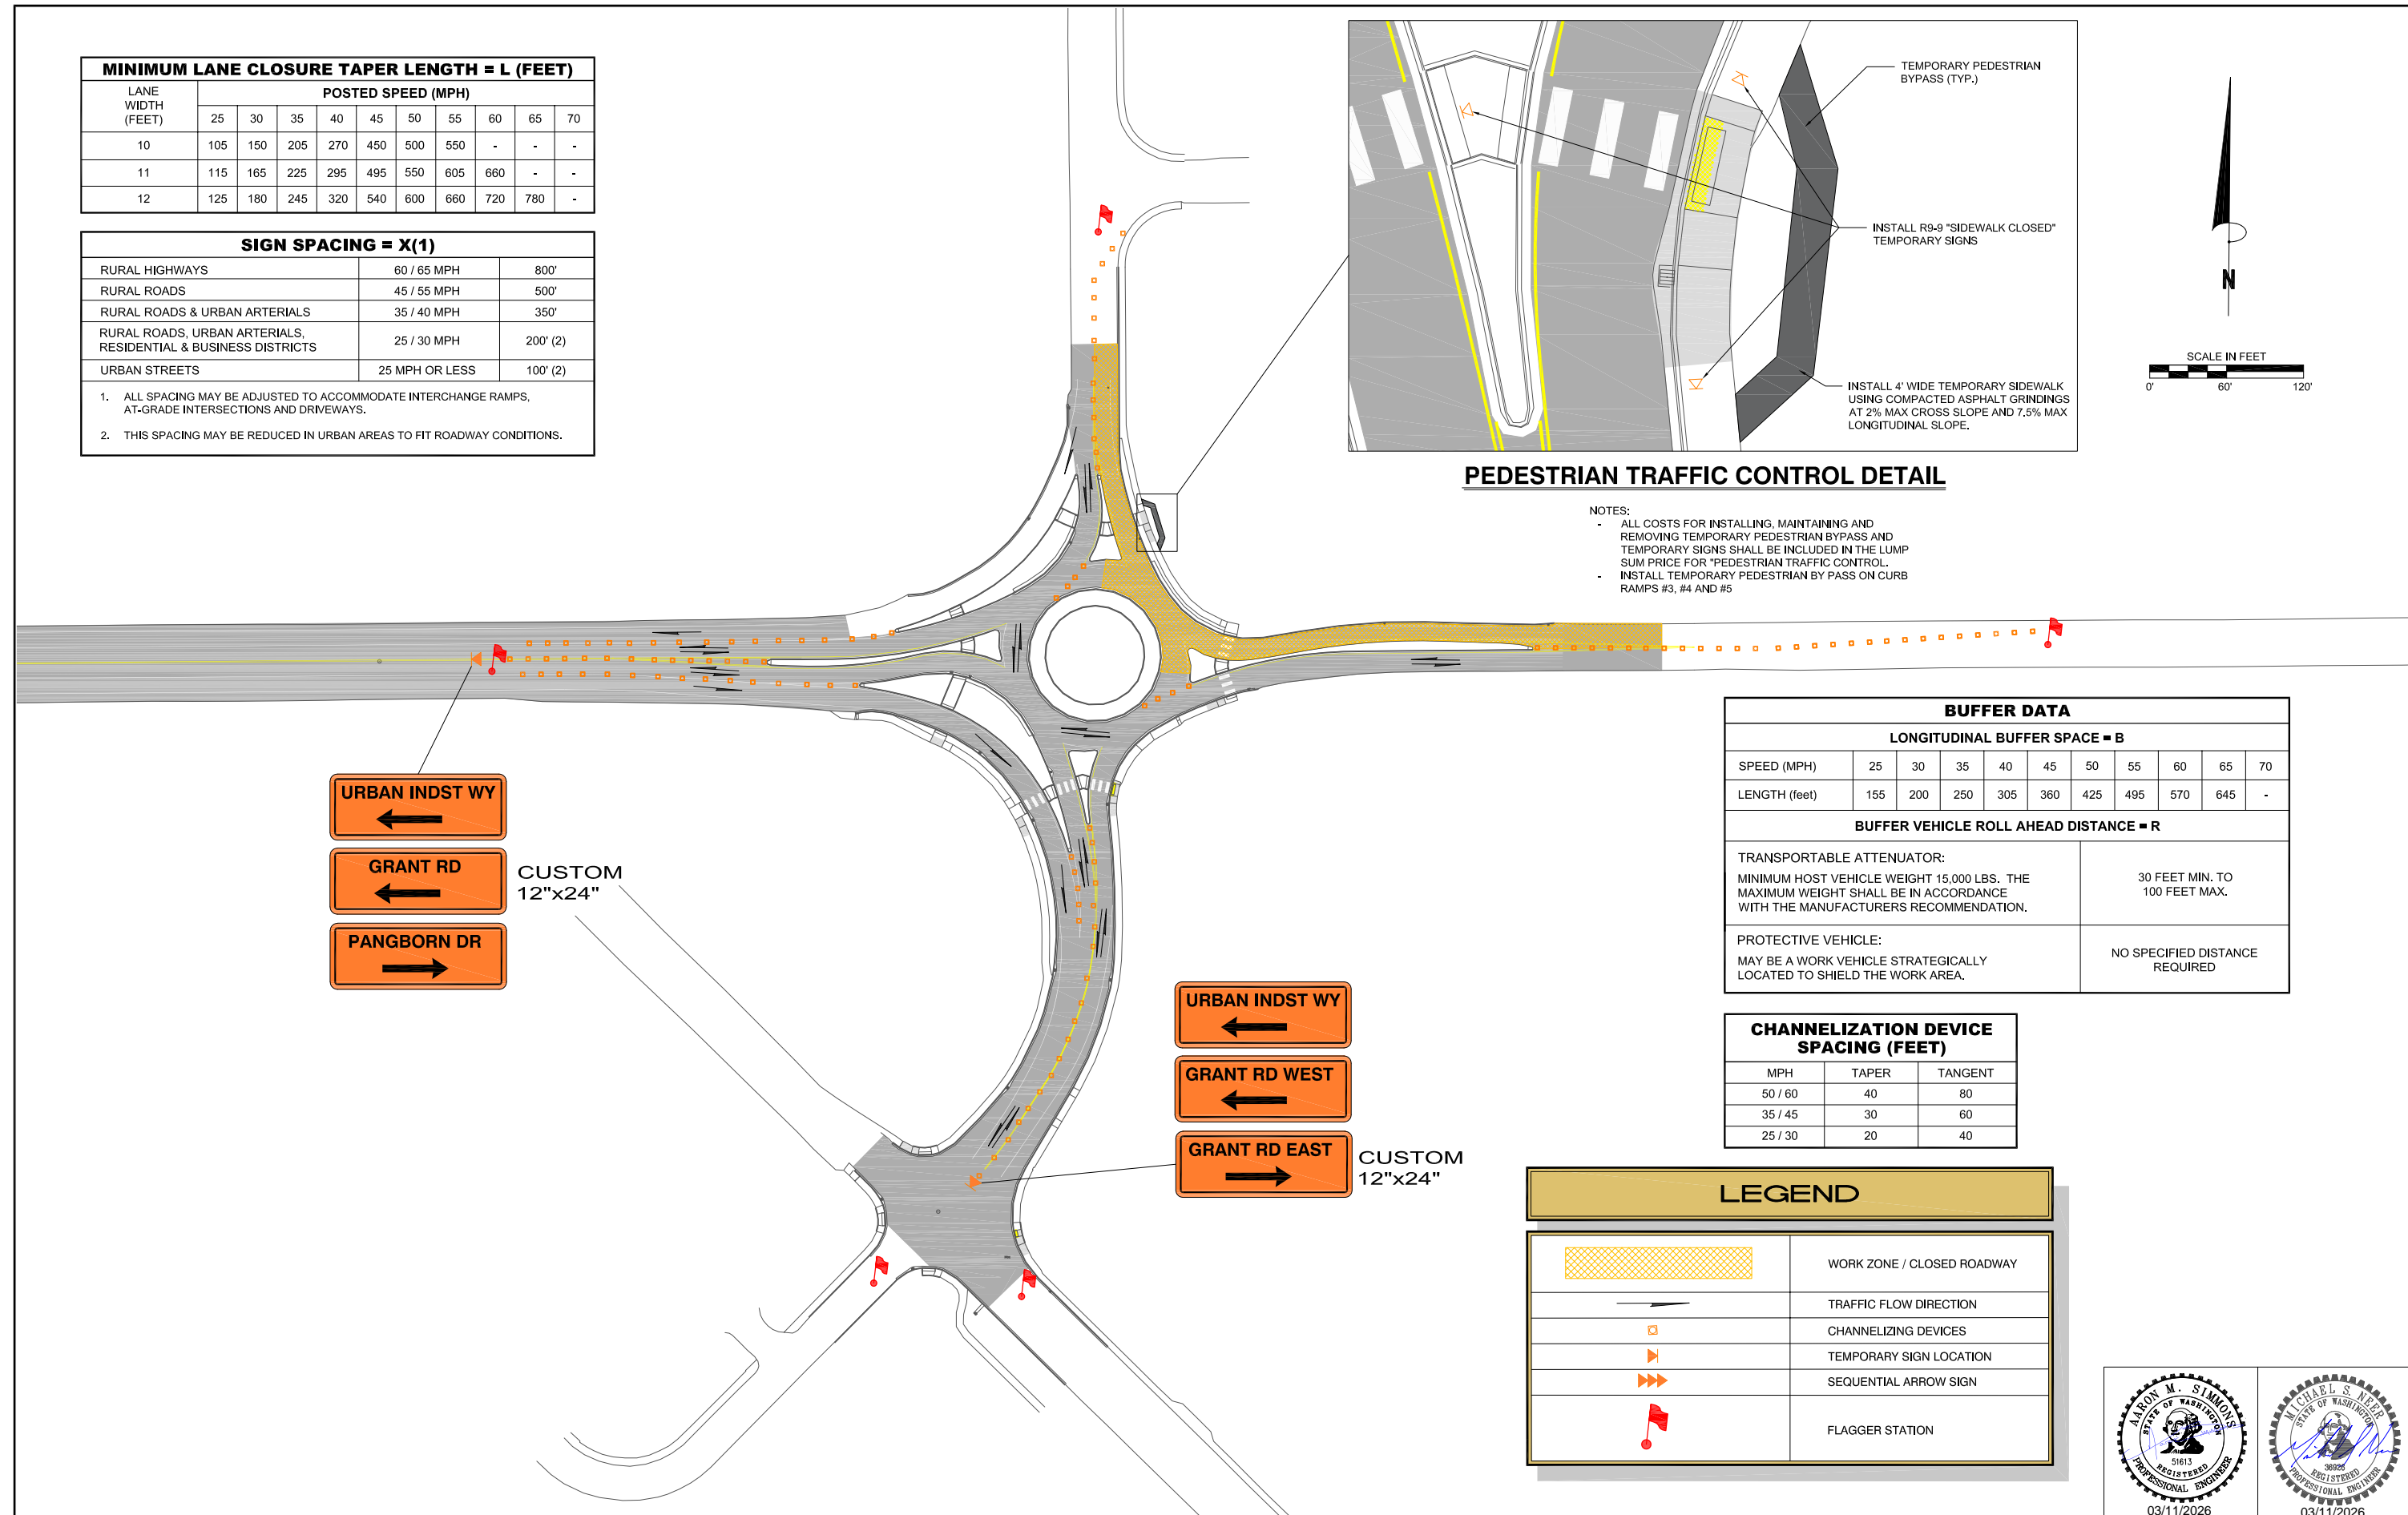 MINIMUM LANE CLOSURE TAPER LENGTH = L (FEET)
LANE WIDTH (FEET) POSTED SPEED (MPH)
25 30 35 40 45 50 55 60 65 70
10 105 150 205 270 450 500 550 - - -
11 115 165 225 295 495 550 605 660 - -
12 125 180 245 320 540 600 660 720 780 -
SIGN SPACING = X(1)
RURAL HIGHWAYS 60 / 65 MPH 800'
RURAL ROADS 45 / 55 MPH 500'
RURAL ROADS & URBAN ARTERIALS 35 / 40 MPH 350'
RURAL ROADS, URBAN ARTERIALS,
RESIDENTIAL & BUSINESS DISTRICTS 25 / 30 MPH 200' (2)
URBAN STREETS 25 MPH OR LESS 100' (2)
1. ALL SPACING MAY BE ADJUSTED TO ACCOMMODATE INTERCHANGE RAMPS,
AT-GRADE INTERSECTIONS AND DRIVEWAYS.
2. THIS SPACING MAY BE REDUCED IN URBAN AREAS TO FIT ROADWAY CONDITIONS.
TEMPORARY PEDESTRIAN
BYPASS (TYP.)
INSTALL R9-9 "SIDEWALK CLOSED"
TEMPORARY SIGNS
INSTALL 4' WIDE TEMPORARY SIDEWALK
USING COMPACTED ASPHALT GRINDINGS
AT 2% MAX CROSS SLOPE AND 7.5% MAX
LONGITUDINAL SLOPE.
PEDESTRIAN TRAFFIC CONTROL DETAIL
NOTES:
- ALL COSTS FOR INSTALLING, MAINTAINING AND
REMOVING TEMPORARY PEDESTRIAN BYPASS AND
TEMPORARY SIGNS SHALL BE INCLUDED IN THE LUMP
SUM PRICE FOR "PEDESTRIAN TRAFFIC CONTROL.
- INSTALL TEMPORARY PEDESTRIAN BY PASS ON CURB
RAMPS #3, #4 AND #5
N
SCALE IN FEET
0' 60' 120'
URBAN INDST WY
GRANT RD
PANGBORN DR
CUSTOM
12"x24"
URBAN INDST WY
GRANT RD WEST
GRANT RD EAST
CUSTOM
12"x24"
BUFFER DATA
LONGITUDINAL BUFFER SPACE = B
SPEED (MPH) 25 30 35 40 45 50 55 60 65 70
LENGTH (feet) 155 200 250 305 360 425 495 570 645 -
BUFFER VEHICLE ROLL AHEAD DISTANCE = R
TRANSPORTABLE ATTENUATOR:
MINIMUM HOST VEHICLE WEIGHT 15,000 LBS. THE
MAXIMUM WEIGHT SHALL BE IN ACCORDANCE
WITH THE MANUFACTURERS RECOMMENDATION.
30 FEET MIN. TO
100 FEET MAX.
PROTECTIVE VEHICLE:
MAY BE A WORK VEHICLE STRATEGICALLY
LOCATED TO SHIELD THE WORK AREA.
NO SPECIFIED DISTANCE
REQUIRED
CHANNELIZATION DEVICE
SPACING (FEET)
MPH TAPER TANGENT
50 / 60 40 80
35 / 45 30 60
25 / 30 20 40
LEGEND
WORK ZONE / CLOSED ROADWAY
TRAFFIC FLOW DIRECTION
CHANNELIZING DEVICES
TEMPORARY SIGN LOCATION
SEQUENTIAL ARROW SIGN
FLAGGER STATION
AARON M. SIMMONS
STATE OF WASHINGTON
51613
REGISTERED
PROFESSIONAL ENGINEER
03/11/2026
MICHAEL S. NEER
STATE OF WASHINGTON
REGISTERED
PROFESSIONAL ENGINEER
03/11/2026